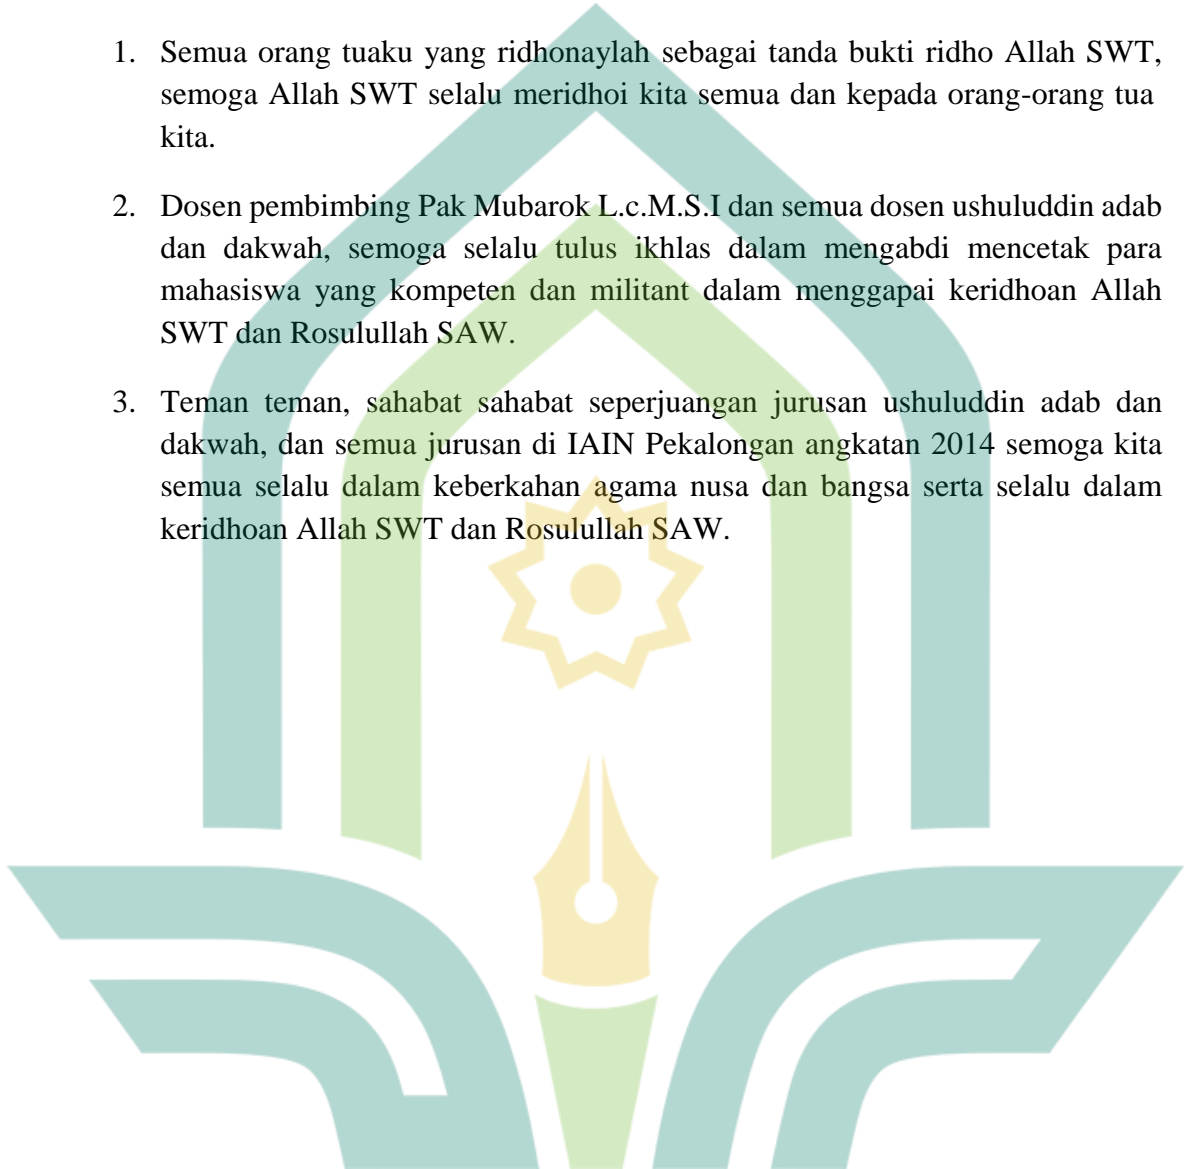 1. Semua orang tuaku yang ridhonaylah sebagai tanda bukti ridho Allah SWT,
semoga Allah SWT selalu meridhoi kita semua dan kepada orang-orang tua
kita.
2. Dosen pembimbing Pak Mubarok L.c.M.S.I dan semua dosen ushuluddin adab
dan dakwah, semoga selalu tulus ikhlas dalam mengabdi mencetak para
mahasiswa yang kompeten dan militant dalam menggapai keridhoan Allah
SWT dan Rosulullah SAW.
3. Teman teman, sahabat sahabat seperjuangan jurusan ushuluddin adab dan
dakwah, dan semua jurusan di IAIN Pekalongan angkatan 2014 semoga kita
semua selalu dalam keberkahan agama nusa dan bangsa serta selalu dalam
keridhoan Allah SWT dan Rosulullah SAW.